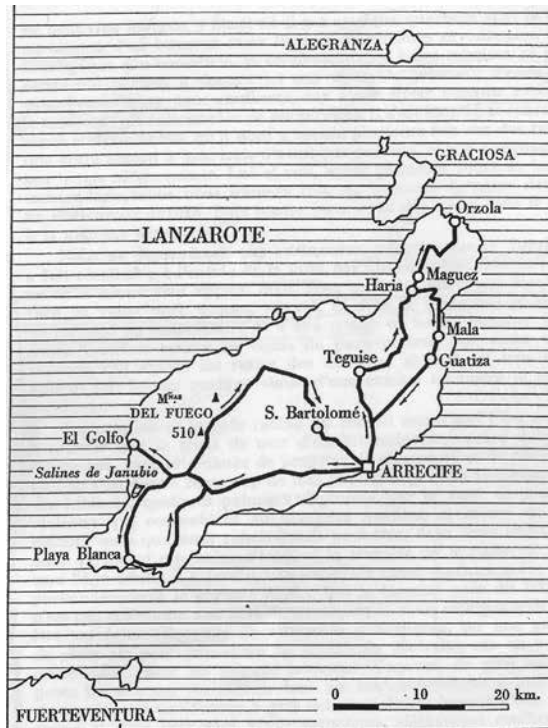 ALEGRANZA
GRACIOSA
Orzola
LANZAROTE
Maguez
Haria
Mala
Teguise
Guatiza
Mñas
DEL FUEGO
510
S. Bartolomé
El Golfo
Salines de Janubio
ARRECIFE
Playa Blanca
0 10 20 km.
FUERTEVENTURA